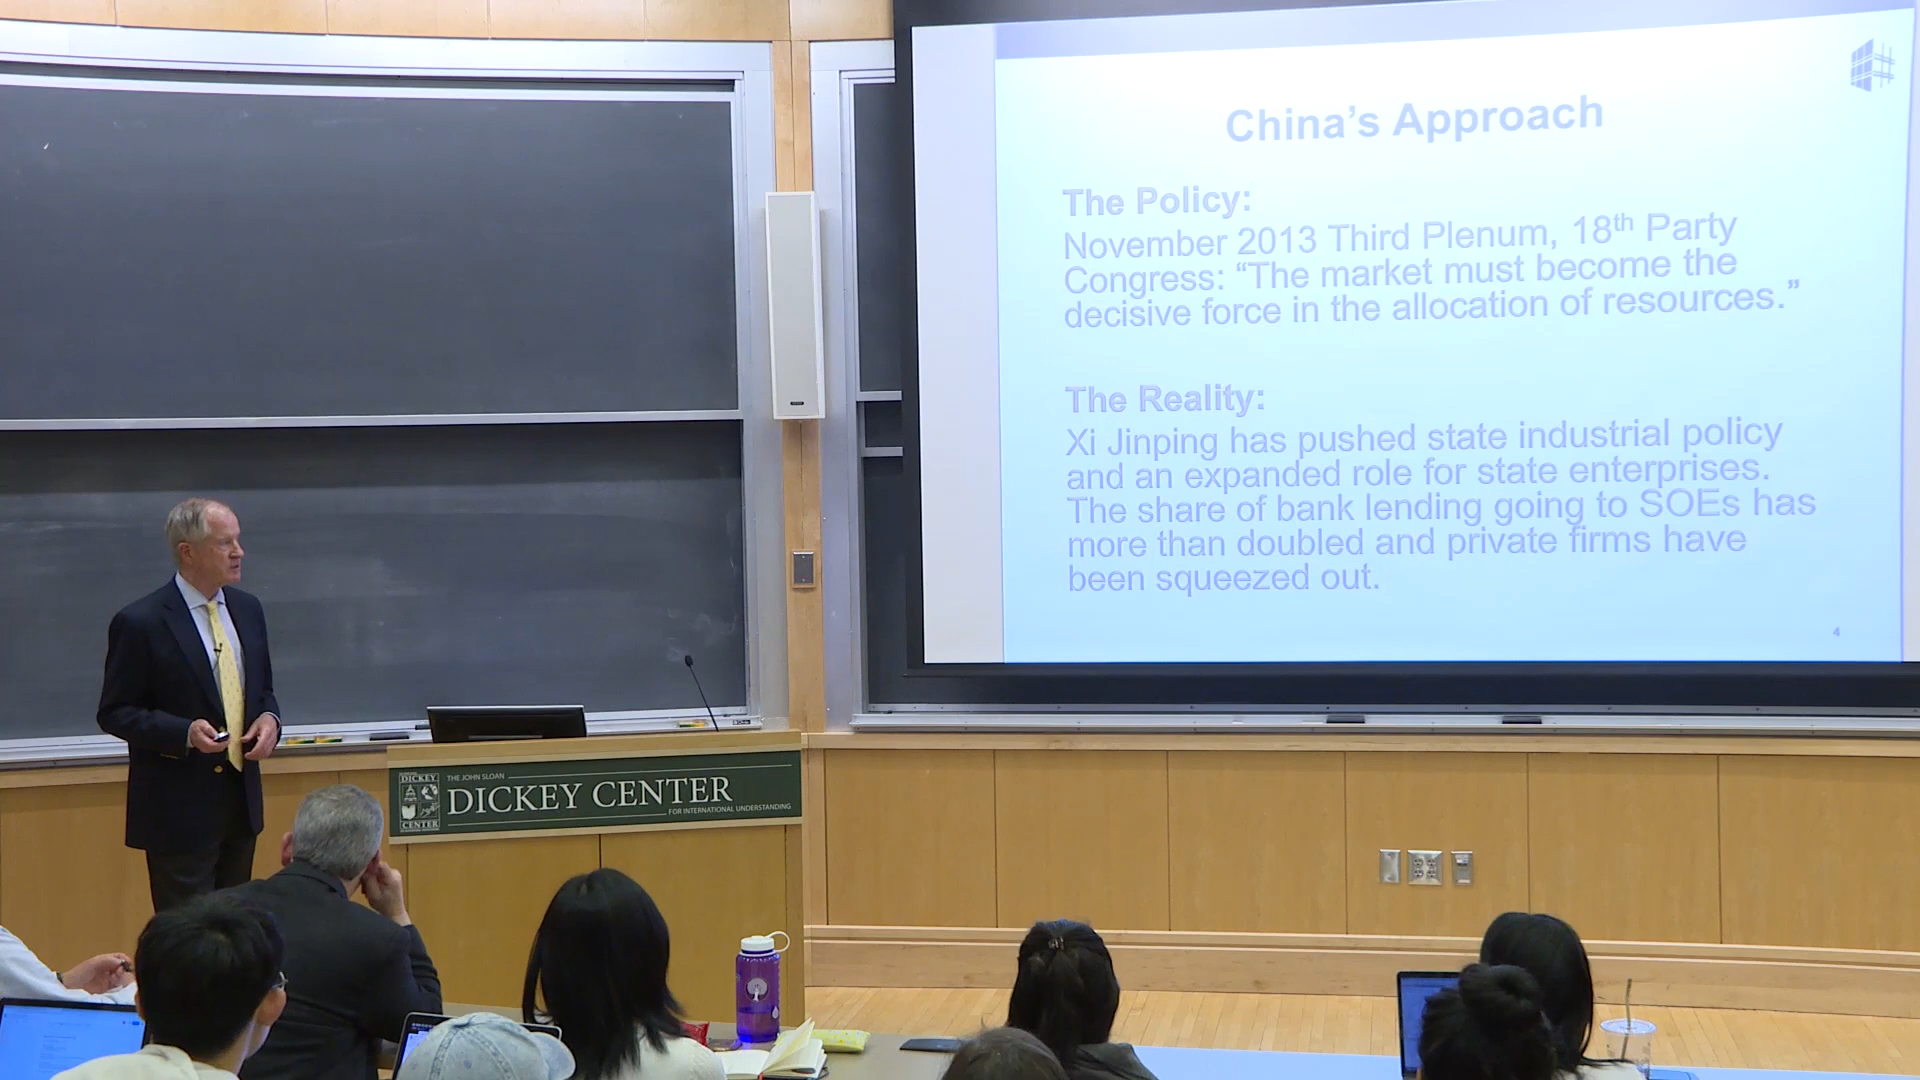 China’s Approach
The Policy:
November 2013 Third Plenum, 18th Party
Congress: “The market must become the
decisive force in the allocation of resources.”
The Reality:
Xi Jinping has pushed state industrial policy
and an expanded role for state enterprises.
The share of bank lending going to SOEs has
more than doubled and private firms have
been squeezed out.
4
DICKEY
CENTER
THE JOHN SLOAN
DICKEY CENTER
FOR INTERNATIONAL UNDERSTANDING